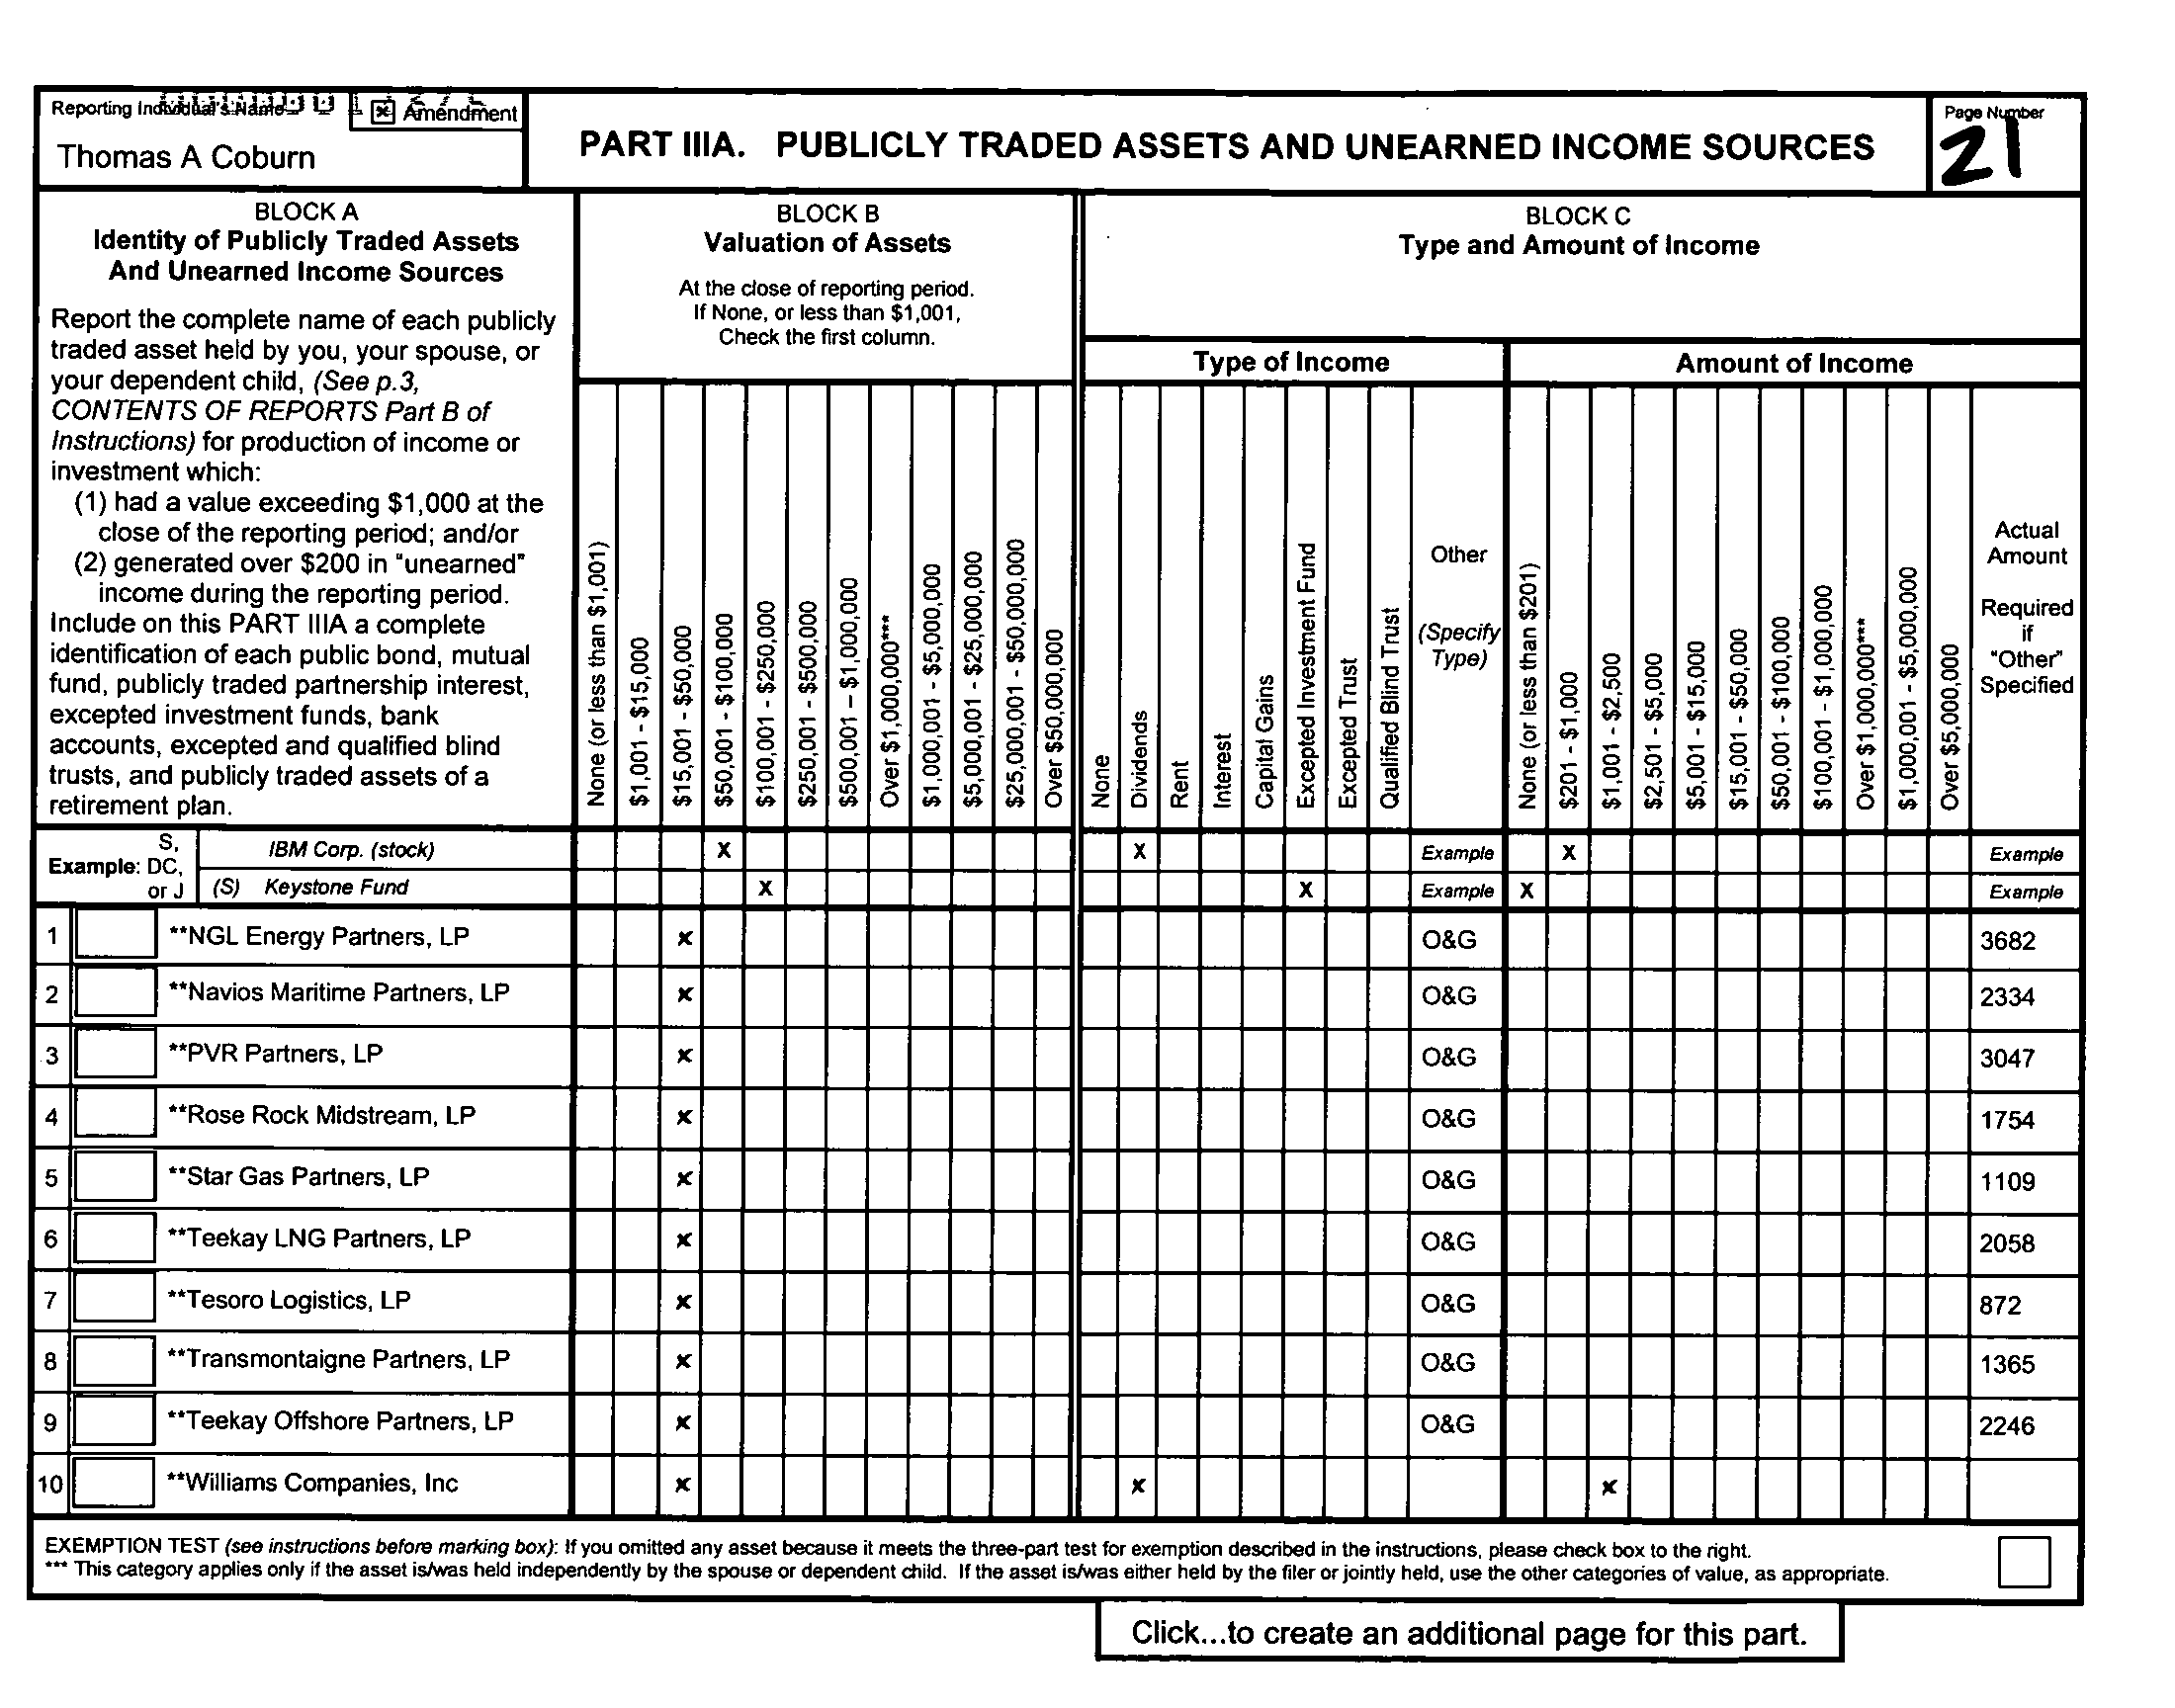 Reporting Individual's Name
☒ Amendment
Thomas A Coburn
PART IIIA. PUBLICLY TRADED ASSETS AND UNEARNED INCOME SOURCES
Page Number
21
BLOCK A
Identity of Publicly Traded Assets
And Unearned Income Sources
Report the complete name of each publicly
traded asset held by you, your spouse, or
your dependent child, (See p.3,
CONTENTS OF REPORTS Part B of
Instructions) for production of income or
investment which:
(1) had a value exceeding $1,000 at the
close of the reporting period; and/or
(2) generated over $200 in "unearned"
income during the reporting period.
Include on this PART IIIA a complete
identification of each public bond, mutual
fund, publicly traded partnership interest,
excepted investment funds, bank
accounts, excepted and qualified blind
trusts, and publicly traded assets of a
retirement plan.
BLOCK B
Valuation of Assets
At the close of reporting period.
If None, or less than $1,001,
Check the first column.
None (or less than $1,001)
$1,001 - $15,000
$15,001 - $50,000
$50,001 - $100,000
$100,001 - $250,000
$250,001 - $500,000
$500,001 – $1,000,000
Over $1,000,000***
$1,000,001 - $5,000,000
$5,000,001 - $25,000,000
$25,000,001 - $50,000,000
Over $50,000,000
BLOCK C
Type and Amount of Income
Type of Income
None
Dividends
Rent
Interest
Capital Gains
Excepted Investment Fund
Excepted Trust
Qualified Blind Trust
Other
(Specify
Type)
Amount of Income
None (or less than $201)
$201 - $1,000
$1,001 - $2,500
$2,501 - $5,000
$5,001 - $15,000
$15,001 - $50,000
$50,001 - $100,000
$100,001 - $1,000,000
Over $1,000,000***
$1,000,001 - $5,000,000
Over $5,000,000
Actual
Amount
Required
if
"Other"
Specified
Example: S, DC, or J
IBM Corp. (stock) X X Example X Example
(S) Keystone Fund X X Example X Example
1 **NGL Energy Partners, LP x O&G 3682
2 **Navios Maritime Partners, LP x O&G 2334
3 **PVR Partners, LP x O&G 3047
4 **Rose Rock Midstream, LP x O&G 1754
5 **Star Gas Partners, LP x O&G 1109
6 **Teekay LNG Partners, LP x O&G 2058
7 **Tesoro Logistics, LP x O&G 872
8 **Transmontaigne Partners, LP x O&G 1365
9 **Teekay Offshore Partners, LP x O&G 2246
10 **Williams Companies, Inc x x x
EXEMPTION TEST (see instructions before marking box): If you omitted any asset because it meets the three-part test for exemption described in the instructions, please check box to the right.
*** This category applies only if the asset is/was held independently by the spouse or dependent child. If the asset is/was either held by the filer or jointly held, use the other categories of value, as appropriate.
Click...to create an additional page for this part.